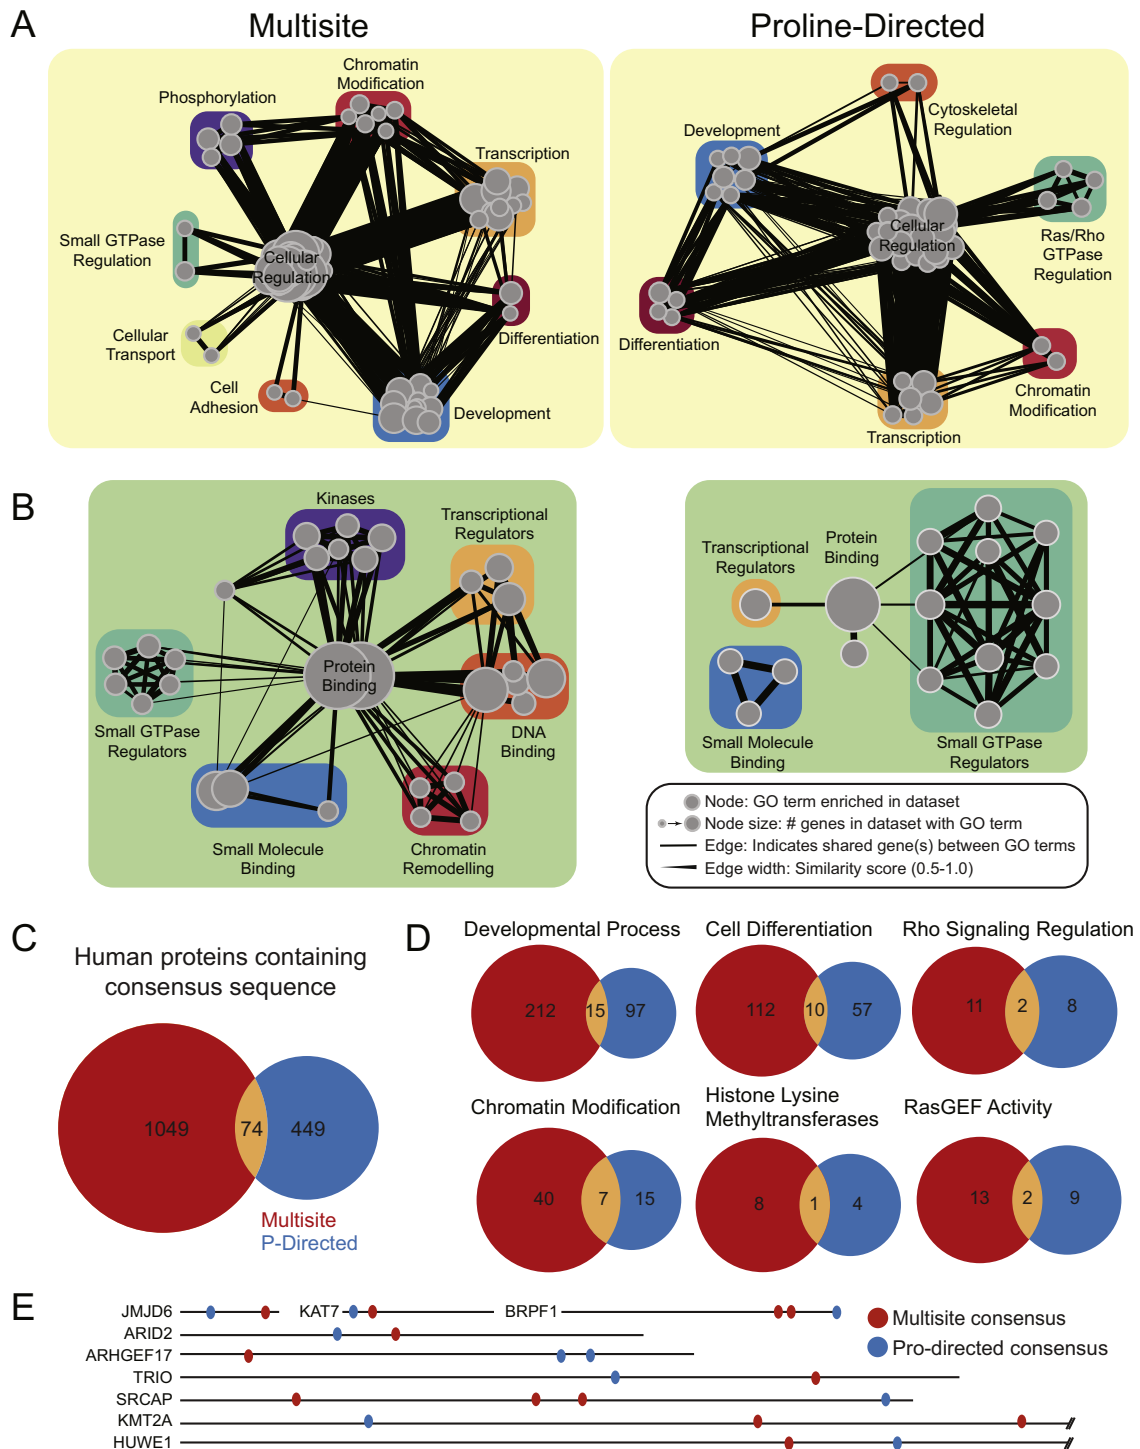 A
Multisite
Proline-Directed
Chromatin
Modification
Phosphorylation
Transcription
Small GTPase
Regulation
Cellular
Regulation
Cellular
Transport
Cell
Adhesion
Differentiation
Development
Cytoskeletal
Regulation
Development
Cellular
Regulation
Ras/Rho
GTPase
Regulation
Differentiation
Chromatin
Modification
Transcription
B
Kinases
Transcriptional
Regulators
Protein
Binding
Small GTPase
Regulators
DNA
Binding
Small Molecule
Binding
Chromatin
Remodelling
Transcriptional
Regulators
Protein
Binding
Small Molecule
Binding
Small GTPase
Regulators
Node: GO term enriched in dataset
Node size: # genes in dataset with GO term
Edge: Indicates shared gene(s) between GO terms
Edge width: Similarity score (0.5-1.0)
C
Human proteins containing
consensus sequence
1049 74 449
Multisite
P-Directed
D
Developmental Process
212 15 97
Cell Differentiation
112 10 57
Rho Signaling Regulation
11 2 8
Chromatin Modification
40 7 15
Histone Lysine
Methyltransferases
8 1 4
RasGEF Activity
13 2 9
E
JMJD6 KAT7 BRPF1
ARID2
ARHGEF17
TRIO
SRCAP
KMT2A
HUWE1
Multisite consensus
Pro-directed consensus